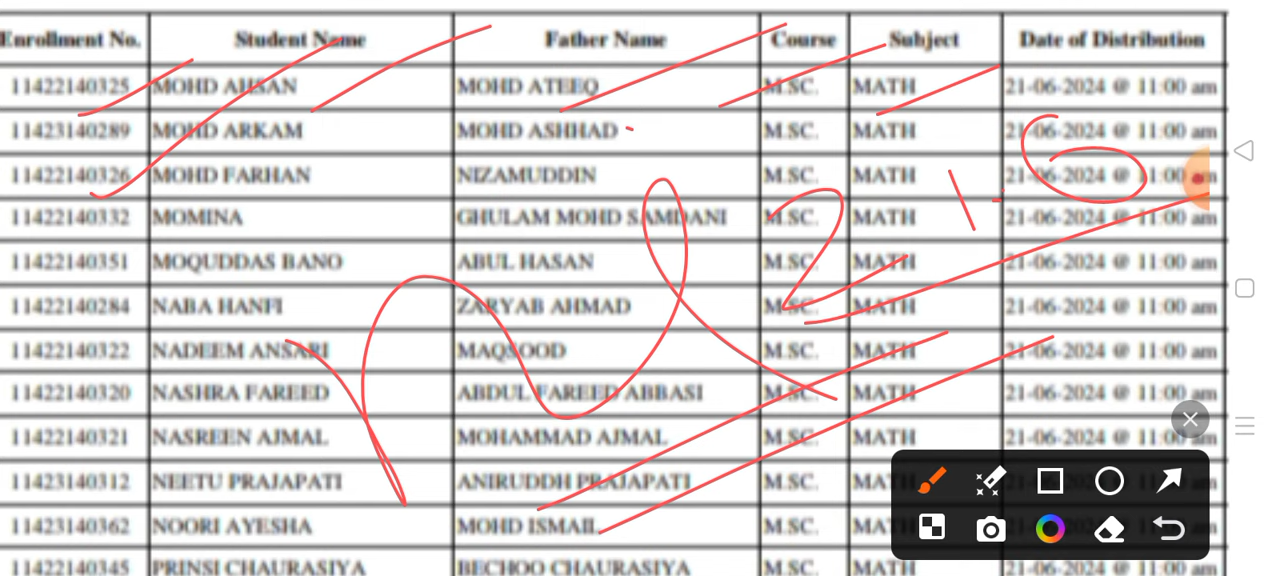 Enrollment No. Student Name Father Name Course Subject Date of Distribution
11422140325 MOHD AHSAN MOHD ATEEQ M.SC. MATH 21-06-2024 @ 11:00 am
11423140289 MOHD ARKAM MOHD ASHHAD M.SC. MATH 21-06-2024 @ 11:00 am
11422140326 MOHD FARHAN NIZAMUDDIN M.SC. MATH 21-06-2024 @ 11:00 am
11422140332 MOMINA GHULAM MOHD SAMDANI M.SC. MATH 21-06-2024 @ 11:00 am
11422140351 MOQUDDAS BANO ABUL HASAN M.SC. MATH 21-06-2024 @ 11:00 am
11422140284 NABA HANFI ZARYAB AHMAD M.SC. MATH 21-06-2024 @ 11:00 am
11422140322 NADEEM ANSARI MAQSOOD M.SC. MATH 21-06-2024 @ 11:00 am
11422140320 NASHRA FAREED ABDUL FAREED ABBASI M.SC. MATH 21-06-2024 @ 11:00 am
11422140321 NASREEN AJMAL MOHAMMAD AJMAL M.SC. MATH 21-06-2024 @ 11:00 am
11423140312 NEETU PRAJAPATI ANIRUDDH PRAJAPATI M.SC.
11423140362 NOORI AYESHA MOHD ISMAIL M.SC.
11422140345 PRINSI CHAURASIYA BECHOO CHAURASIYA M.SC.